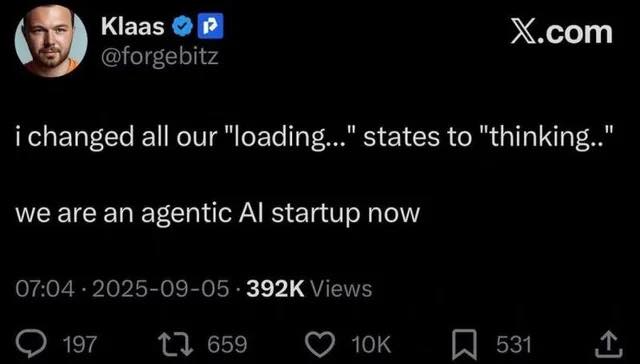 Klaas
X.com
@forgebitz
i changed all our "loading..." states to "thinking.."
we are an agentic AI startup now
07:04 · 2025-09-05 · 392K Views
197 659 10K 531